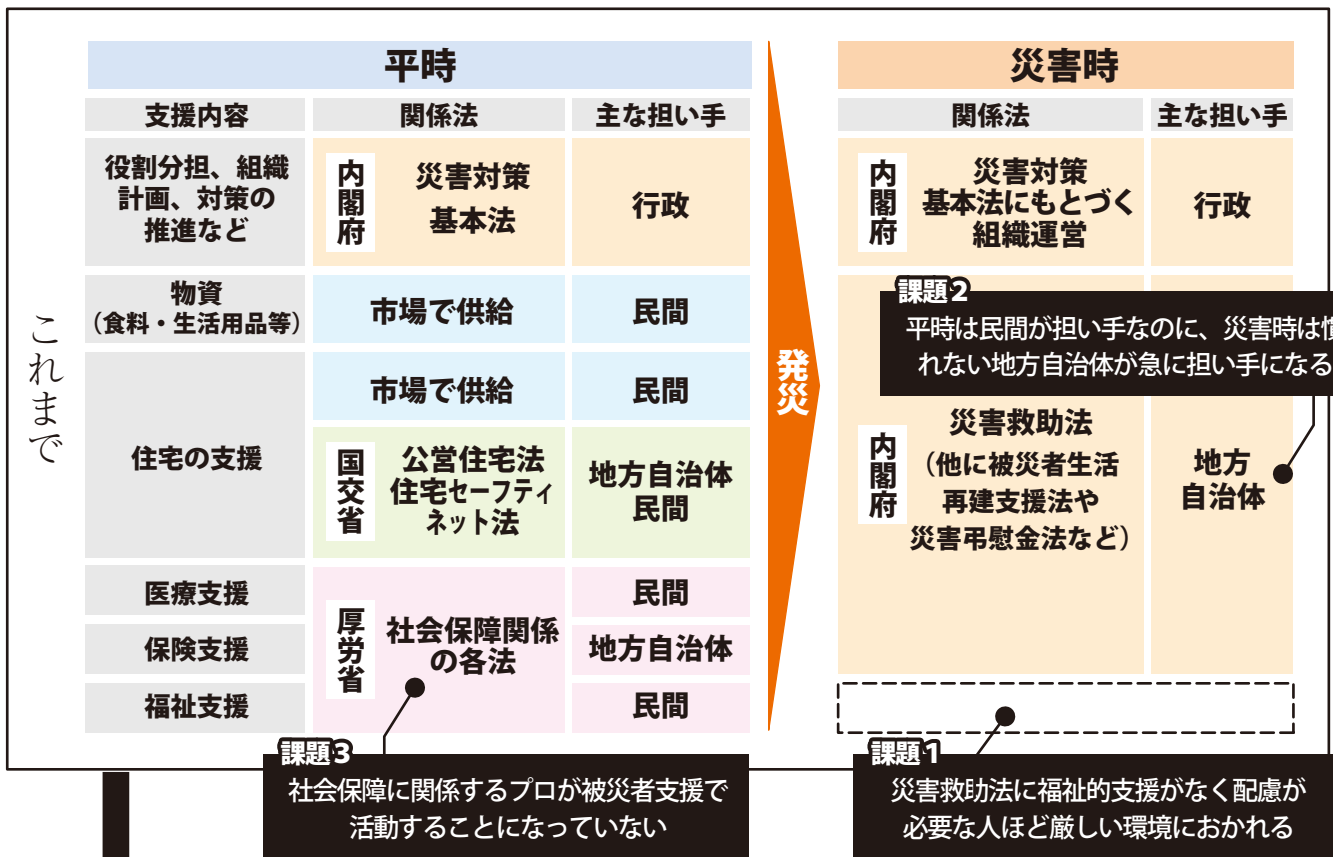 これまで
平時
支援内容
関係法
主な担い手
役割分担、組織
計画、対策の
推進など
内閣府
災害対策
基本法
行政
物資
（食料・生活用品等）
市場で供給
民間
住宅の支援
市場で供給
民間
国交省
公営住宅法
住宅セーフティ
ネット法
地方自治体
民間
医療支援
保険支援
福祉支援
厚労省
社会保障関係
の各法
民間
地方自治体
民間
課題3
社会保障に関係するプロが被災者支援で
活動することになっていない
発災
災害時
関係法
主な担い手
内閣府
災害対策
基本法にもとづく
組織運営
行政
課題2
平時は民間が担い手なのに、災害時は慣
れない地方自治体が急に担い手になる
内閣府
災害救助法
（他に被災者生活
再建支援法や
災害弔慰金法など）
地方
自治体
課題1
災害救助法に福祉的支援がなく配慮が
必要な人ほど厳しい環境におかれる